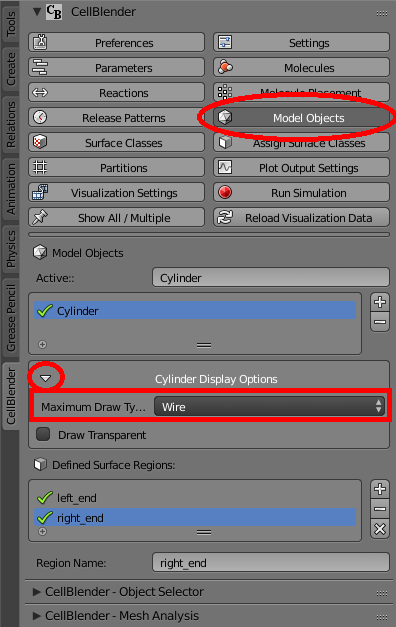 Tools
Create
Relations
Animation
Physics
Grease Pencil
CellBlender
CB CellBlender
Preferences Settings
Parameters Molecules
Reactions Molecule Placement
Release Patterns Model Objects
Surface Classes Assign Surface Classes
Partitions Plot Output Settings
Visualization Settings Run Simulation
Show All / Multiple Reload Visualization Data
Model Objects
Active:: Cylinder
Cylinder
Cylinder Display Options
Maximum Draw Ty... Wire
Draw Transparent
Defined Surface Regions:
left_end
right_end
Region Name: right_end
CellBlender - Object Selector
CellBlender - Mesh Analysis